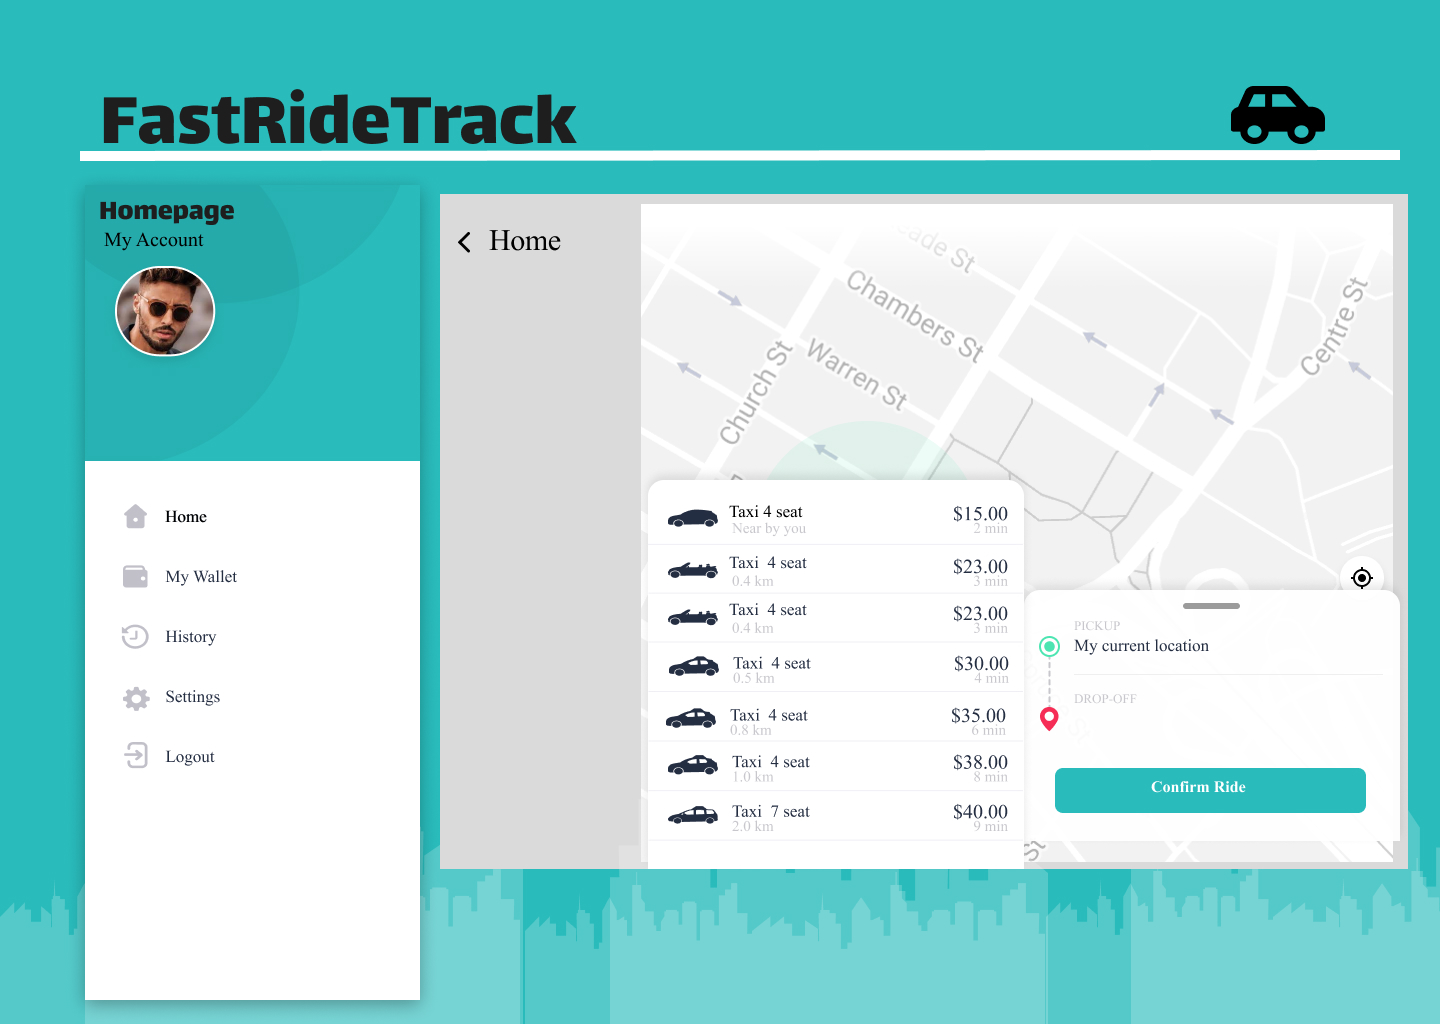 FastRideTrack
Homepage
My Account
Home
My Wallet
History
Settings
Logout
Home
St
Chambers St
Warren St
Church St
Centre St
Taxi 4 seat
$15.00
Near by you
2 min
Taxi  4 seat
$23.00
0.4 km
3 min
Taxi  4 seat
$23.00
0.4 km
3 min
Taxi  4 seat
$30.00
0.5 km
4 min
Taxi  4 seat
$35.00
0.8 km
6 min
Taxi  4 seat
$38.00
1.0 km
8 min
Taxi  7 seat
$40.00
2.0 km
9 min
PICKUP
My current location
DROP-OFF
Confirm Ride
St